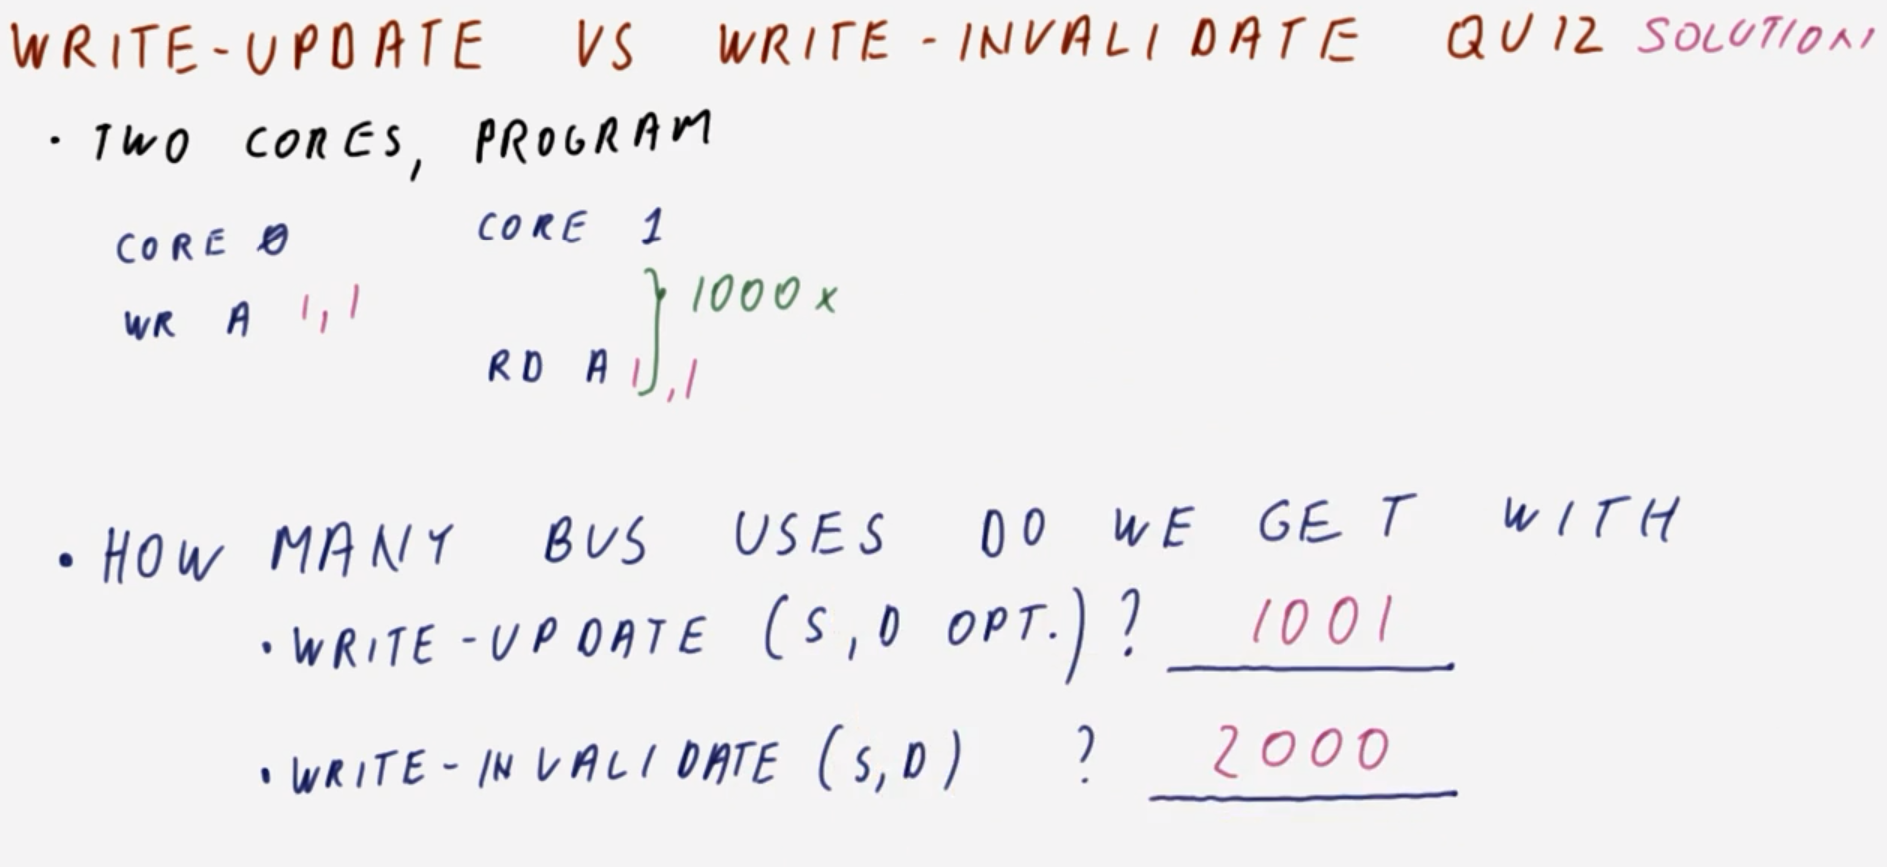 WRITE-UPDATE VS WRITE-INVALIDATE QUIZ SOLUTION
• TWO CORES, PROGRAM
CORE 0 CORE 1
WR A 1,1 } 1000x
RD A 1,1
• HOW MANY BUS USES DO WE GET WITH
• WRITE-UPDATE (S,D OPT.)? 1001
• WRITE-INVALIDATE (S,D) ? 2000